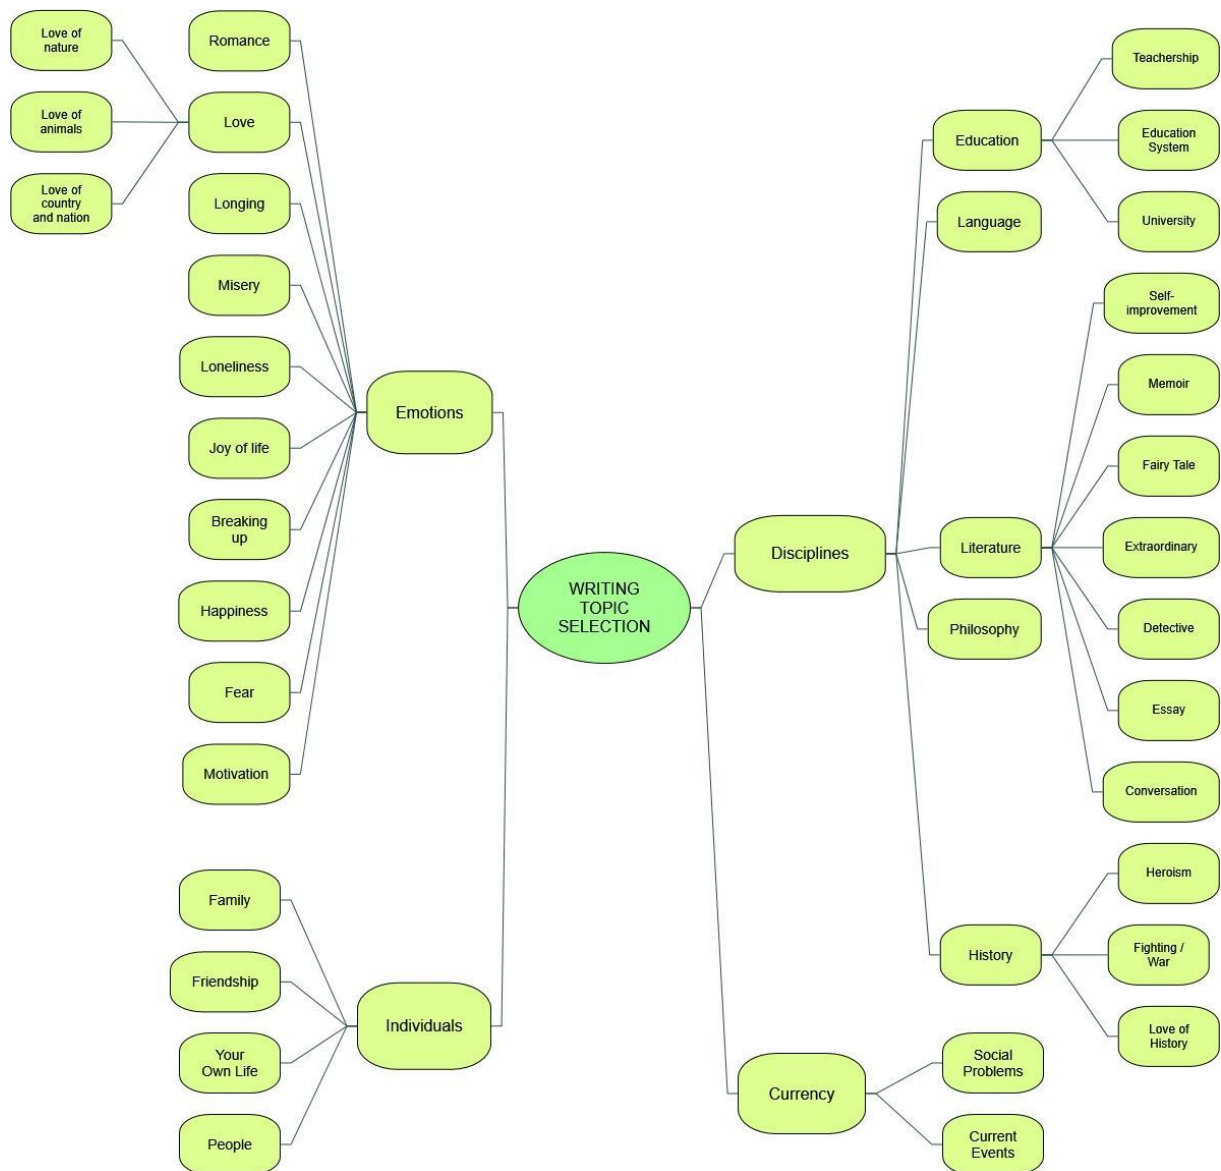 Love of
nature
Love of
animals
Love of
country
and nation
Romance
Love
Longing
Misery
Loneliness
Joy of life
Breaking
up
Happiness
Fear
Motivation
Emotions
Family
Friendship
Your
Own Life
People
Individuals
WRITING
TOPIC
SELECTION
Disciplines
Education
Language
Literature
Philosophy
History
Teachership
Education
System
University
Self-
improvement
Memoir
Fairy Tale
Extraordinary
Detective
Essay
Conversation
Heroism
Fighting /
War
Love of
History
Currency
Social
Problems
Current
Events